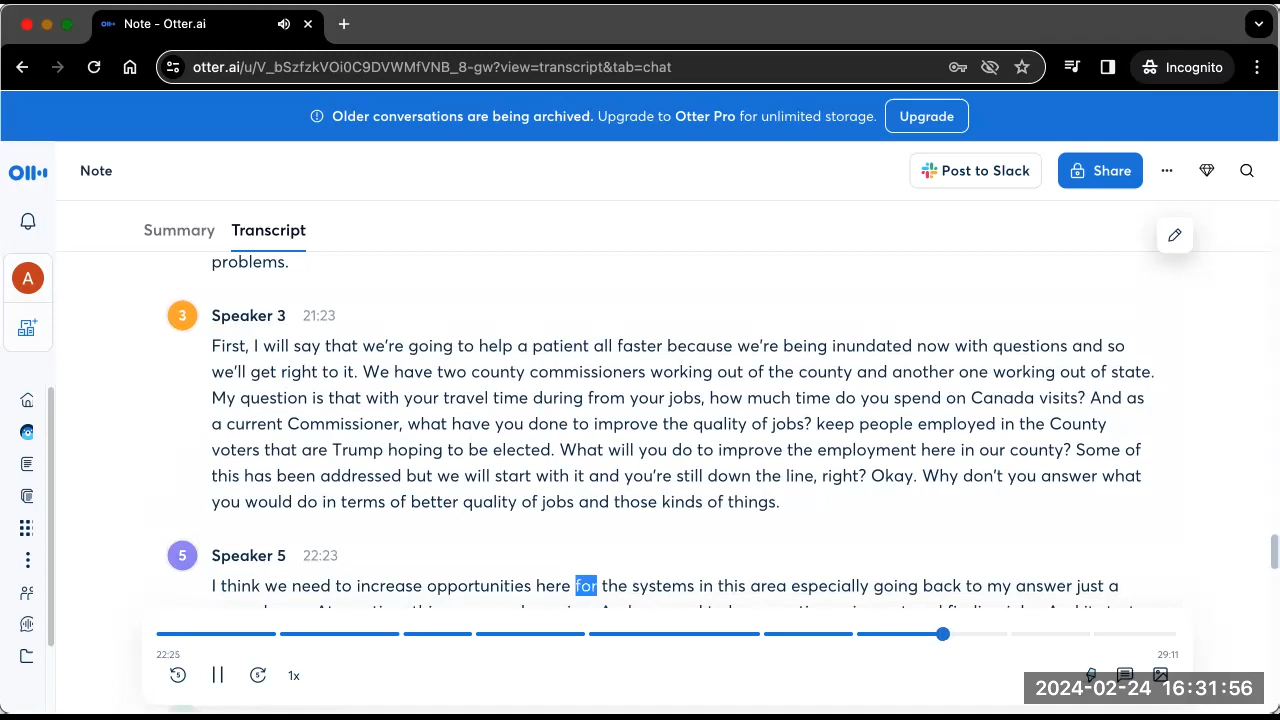 Note - Otter.ai
otter.ai/u/V_bSzfzkVOi0C9DVWMfVNB_8-gw?view=transcript&tab=chat
Incognito
Older conversations are being archived. Upgrade to Otter Pro for unlimited storage.
Upgrade
Note
Post to Slack
Share
Summary
Transcript
A
problems.
3
Speaker 3 21:23
First, I will say that we're going to help a patient all faster because we're being inundated now with questions and so
we'll get right to it. We have two county commissioners working out of the county and another one working out of state.
My question is that with your travel time during from your jobs, how much time do you spend on Canada visits? And as
a current Commissioner, what have you done to improve the quality of jobs? keep people employed in the County
voters that are Trump hoping to be elected. What will you do to improve the employment here in our county? Some of
this has been addressed but we will start with it and you're still down the line, right? Okay. Why don't you answer what
you would do in terms of better quality of jobs and those kinds of things.
5
Speaker 5 22:23
I think we need to increase opportunities here for the systems in this area especially going back to my answer just a
22:25
29:11
5
5
1x
2024-02-24 16:31:56